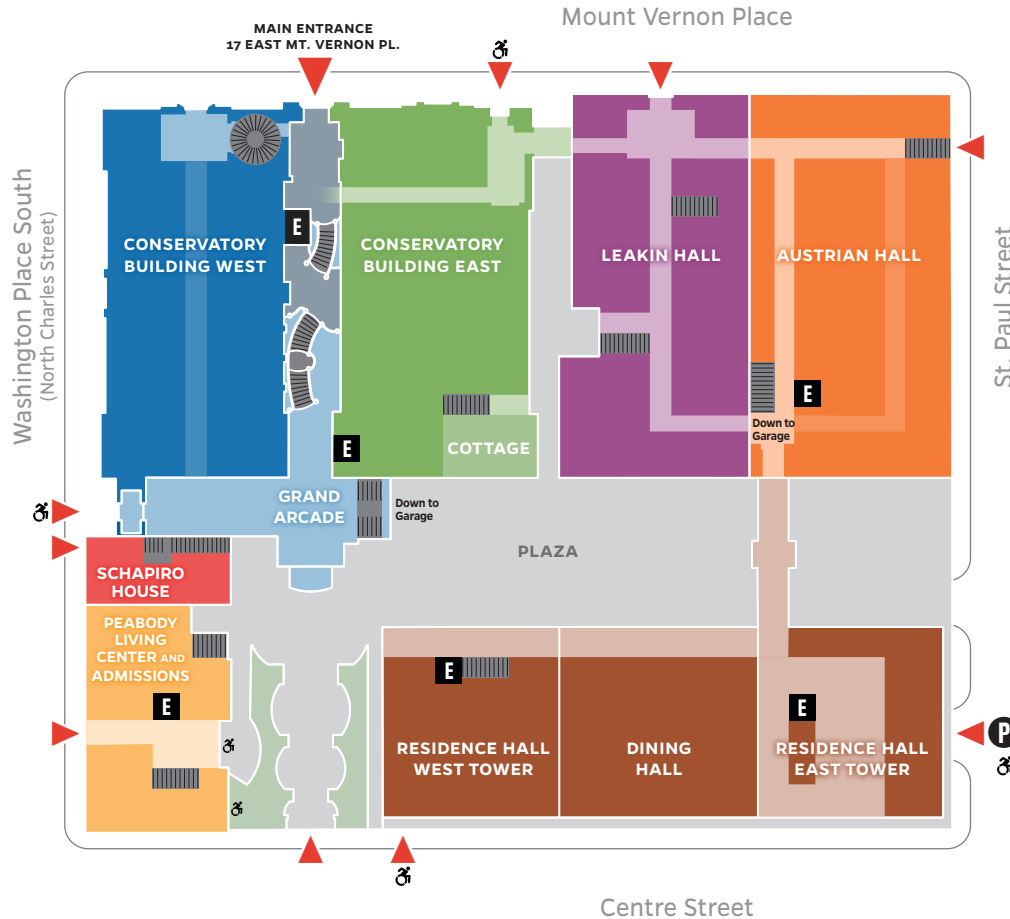 Mount Vernon Place
MAIN ENTRANCE
17 EAST MT. VERNON PL.
Washington Place South
(North Charles Street)
St. Paul Street
E
CONSERVATORY
BUILDING WEST
CONSERVATORY
BUILDING EAST
LEAKIN HALL
AUSTRIAN HALL
E
Down to
Garage
E
COTTAGE
GRAND
ARCADE
Down to
Garage
PLAZA
SCHAPIRO
HOUSE
PEABODY
LIVING
CENTER AND
ADMISSIONS
E
E
E
P
RESIDENCE HALL
WEST TOWER
DINING
HALL
RESIDENCE HALL
EAST TOWER
Centre Street